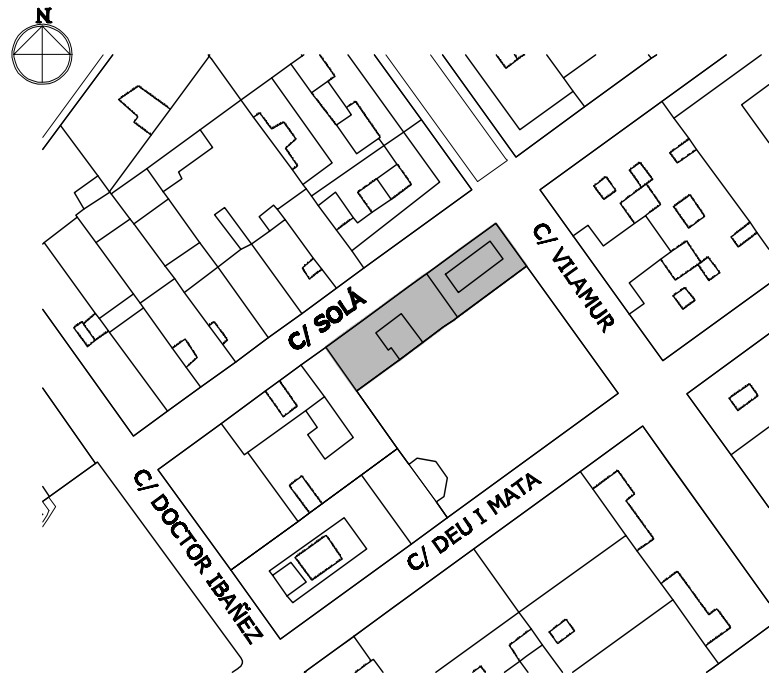 N
C/ VILAMUR
C/ SOLÁ
C/ DEU I MATA
C/ DOCTOR IBAÑEZ